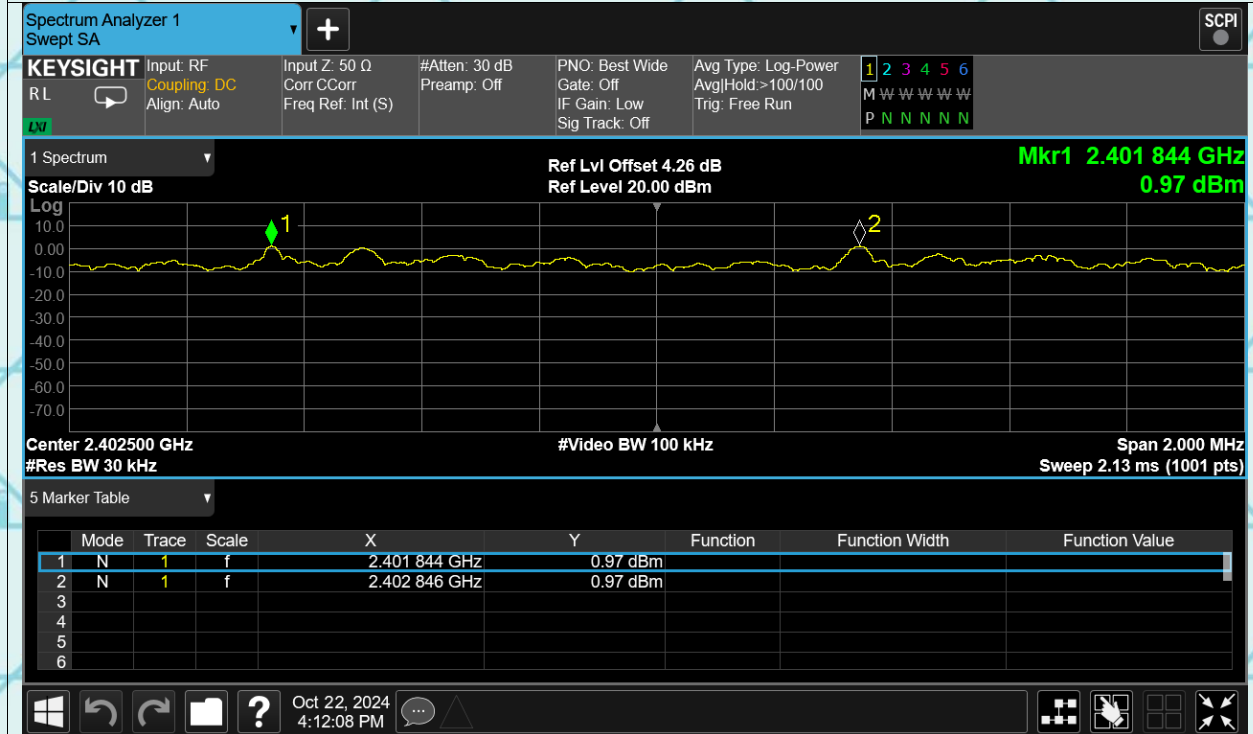 Spectrum Analyzer 1
Swept SA
+
SCPI
KEYSIGHT
RL
LXI
Input: RF
Coupling: DC
Align: Auto
Input Z: 50 Ω
Corr CCorr
Freq Ref: Int (S)
#Atten: 30 dB
Preamp: Off
PNO: Best Wide
Gate: Off
IF Gain: Low
Sig Track: Off
Avg Type: Log-Power
Avg|Hold:>100/100
Trig: Free Run
1 2 3 4 5 6
M W W W W W
P N N N N N
1 Spectrum
Scale/Div 10 dB
Ref Lvl Offset 4.26 dB
Ref Level 20.00 dBm
Mkr1 2.401 844 GHz
0.97 dBm
Log
10.0
0.00
-10.0
-20.0
-30.0
-40.0
-50.0
-60.0
-70.0
1
2
Center 2.402500 GHz
#Video BW 100 kHz
Span 2.000 MHz
#Res BW 30 kHz
Sweep 2.13 ms (1001 pts)
5 Marker Table
Mode Trace Scale X Y Function Function Width Function Value
1 N 1 f 2.401 844 GHz 0.97 dBm
2 N 1 f 2.402 846 GHz 0.97 dBm
3
4
5
6
?
Oct 22, 2024
4:12:08 PM